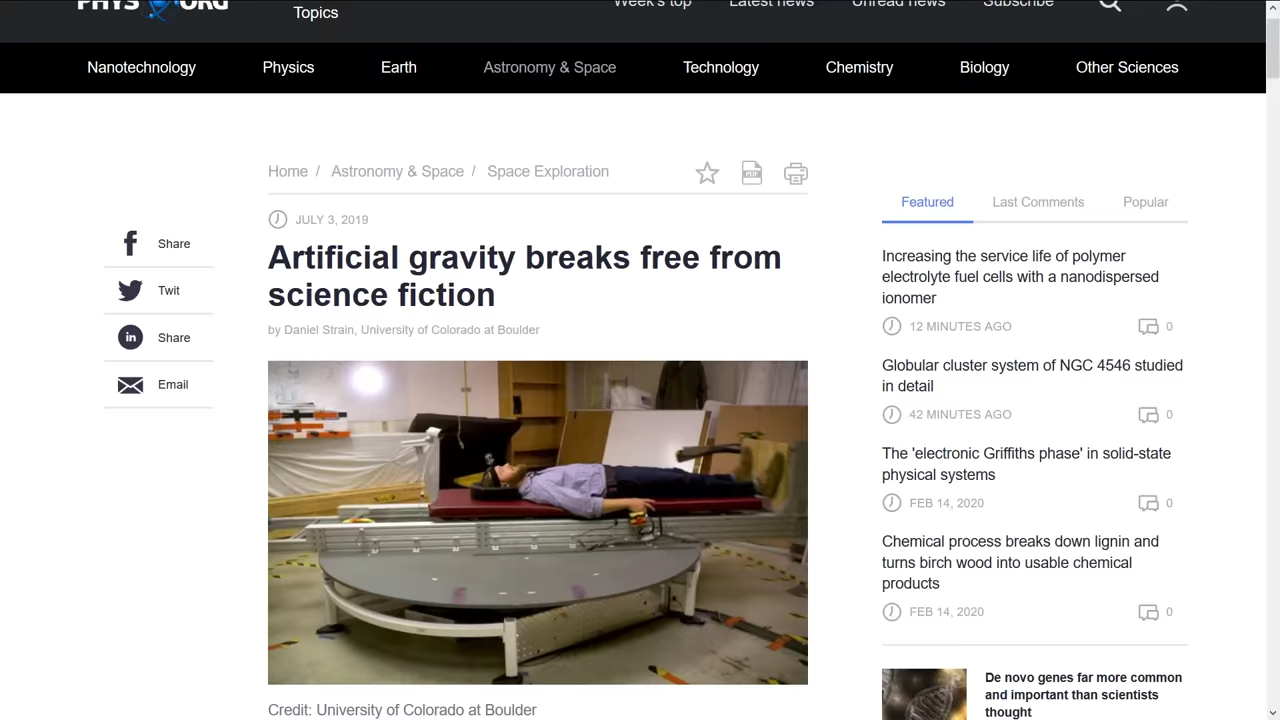 PHYS ORG
Topics
Week's top
Latest news
Unread news
Subscribe
Nanotechnology
Physics
Earth
Astronomy & Space
Technology
Chemistry
Biology
Other Sciences
Home / Astronomy & Space / Space Exploration
PDF
JULY 3, 2019
Artificial gravity breaks free from
science fiction
by Daniel Strain, University of Colorado at Boulder
Share
Twit
in Share
Email
Credit: University of Colorado at Boulder
Featured
Last Comments
Popular
Increasing the service life of polymer
electrolyte fuel cells with a nanodispersed
ionomer
12 MINUTES AGO 0
Globular cluster system of NGC 4546 studied
in detail
42 MINUTES AGO 0
The 'electronic Griffiths phase' in solid-state
physical systems
FEB 14, 2020 0
Chemical process breaks down lignin and
turns birch wood into usable chemical
products
FEB 14, 2020 0
De novo genes far more common
and important than scientists
thought